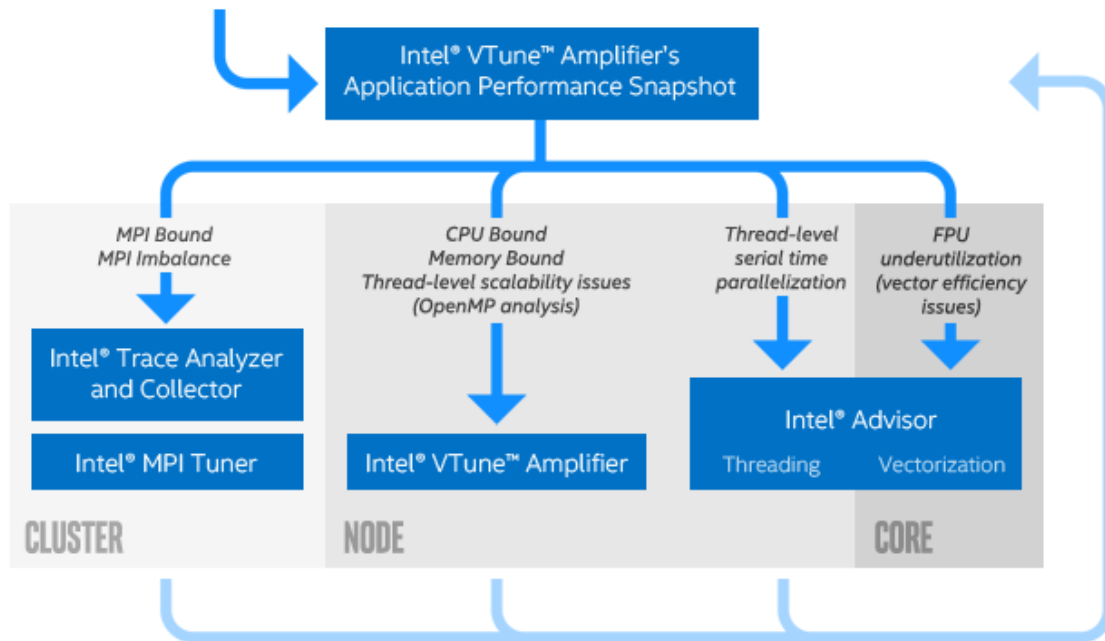 Intel® VTune™ Amplifier's
Application Performance Snapshot
MPI Bound
MPI Imbalance
CPU Bound
Memory Bound
Thread-level scalability issues
(OpenMP analysis)
Thread-level
serial time
parallelization
FPU
underutilization
(vector efficiency
issues)
Intel® Trace Analyzer
and Collector
Intel® MPI Tuner
Intel® VTune™ Amplifier
Intel® Advisor
Threading
Vectorization
CLUSTER
NODE
CORE